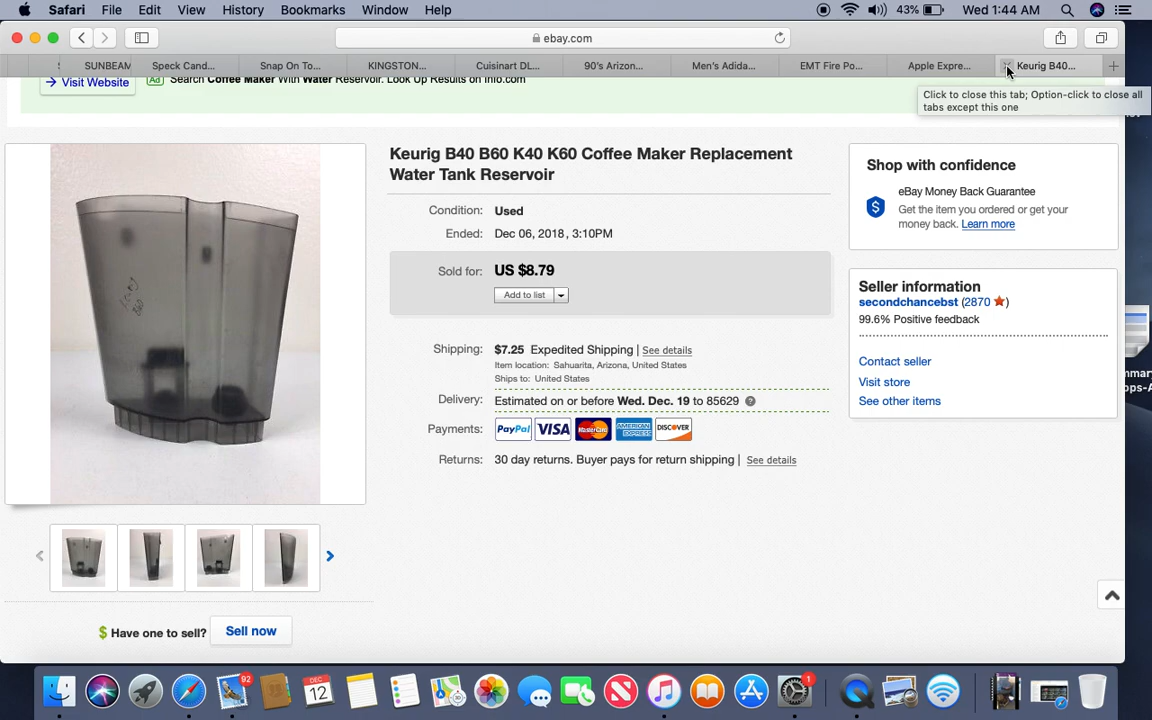 Safari File Edit View History Bookmarks Window Help 43% Wed 1:44 AM
ebay.com
SUNBEAM Speck Cand... Snap On To... KINGSTON... Cuisinart DL... 90's Arizon... Men's Adida... EMT Fire Po... Apple Expre... Keurig B40...
→ Visit Website
Ad Search Coffee Maker With Water Reservoir. Look Up Results on Info.com
Click to close this tab; Option-click to close all
tabs except this one
Keurig B40 B60 K40 K60 Coffee Maker Replacement
Water Tank Reservoir
Condition: Used
Ended: Dec 06, 2018 , 3:10PM
Sold for: US $8.79
Add to list
Shipping: $7.25 Expedited Shipping | See details
Item location: Sahuarita, Arizona, United States
Ships to: United States
Delivery: Estimated on or before Wed. Dec. 19 to 85629 ?
Payments: PayPal VISA MasterCard AMERICAN EXPRESS DISCOVER
Returns: 30 day returns. Buyer pays for return shipping | See details
Shop with confidence
eBay Money Back Guarantee
Get the item you ordered or get your
money back. Learn more
Seller information
secondchancebst (2870 )
99.6% Positive feedback
Contact seller
Visit store
See other items
$ Have one to sell? Sell now
92
DEC
12
1